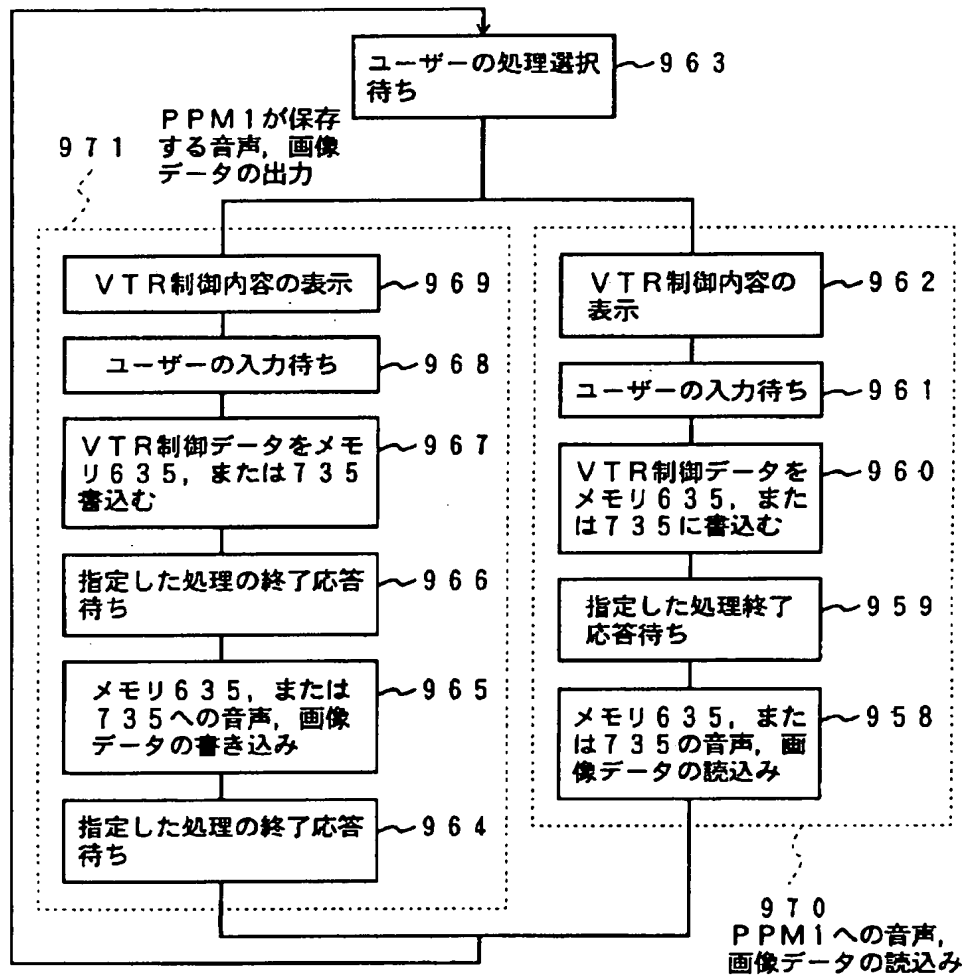 ユーザーの処理選択
待ち
963
971
PPM1が保存
する音声,画像
データの出力
VTR制御内容の表示
969
ユーザーの入力待ち
968
VTR制御データをメモ
リ635,または735
書込む
967
指定した処理の終了応答
待ち
966
メモリ635,または
735への音声,画像
データの書き込み
965
指定した処理の終了応答
待ち
964
VTR制御内容の
表示
962
ユーザーの入力待ち
961
VTR制御データを
メモリ635,また
は735に書込む
960
指定した処理終了
応答待ち
959
メモリ635,また
は735の音声,画
像データの読込み
958
970
PPM1への音声,
画像データの読込み